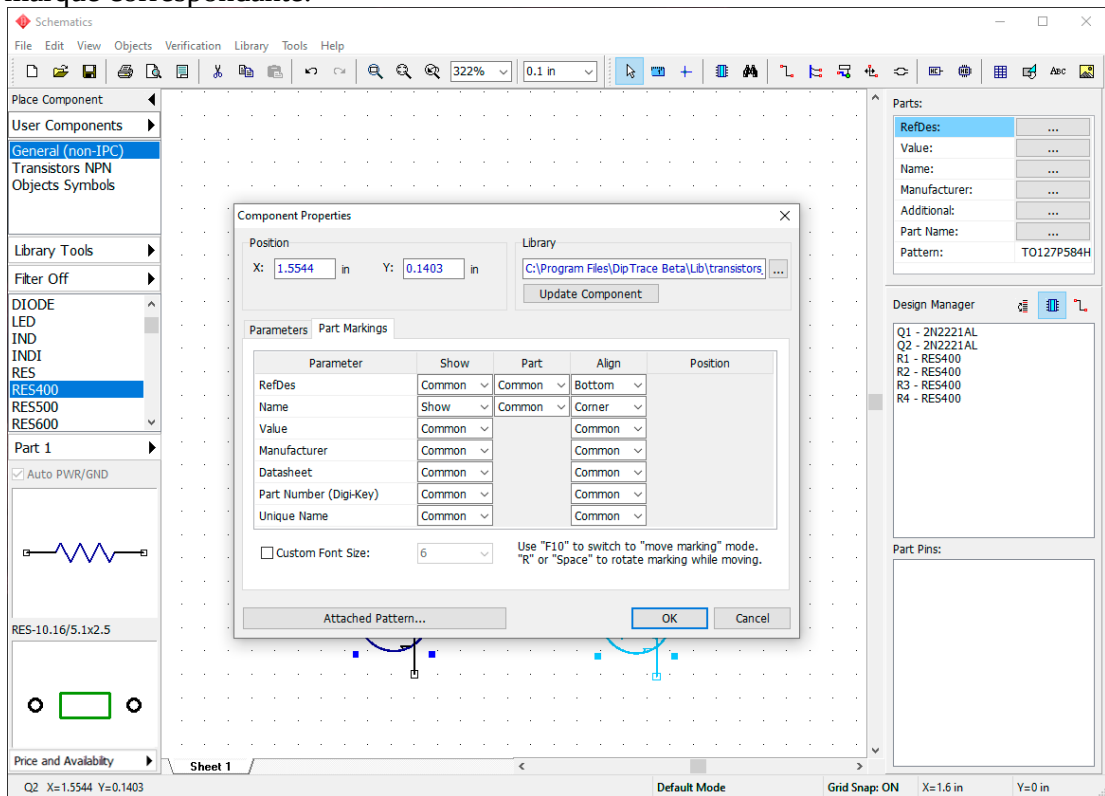 marque correspondante.
Schematics
File Edit View Objects Verification Library Tools Help
322% 0.1 in ABC
Place Component
User Components
General (non-IPC)
Transistors NPN
Objects Symbols
Library Tools
Filter Off
DIODE
LED
IND
INDI
RES
RES400
RES500
RES600
Part 1
Auto PWR/GND
RES-10.16/5.1x2.5
Price and Availability
Component Properties
Position
X: 1.5544 in Y: 0.1403 in
Library
C:\Program Files\DipTrace Beta\Lib\transistors_ ...
Update Component
Parameters Part Markings
Parameter Show Part Align Position
RefDes Common Common Bottom
Name Show Common Corner
Value Common Common
Manufacturer Common Common
Datasheet Common Common
Part Number (Digi-Key) Common Common
Unique Name Common Common
Custom Font Size: 6
Use "F10" to switch to "move marking" mode.
"R" or "Space" to rotate marking while moving.
Attached Pattern... OK Cancel
Parts:
RefDes: ...
Value: ...
Name: ...
Manufacturer: ...
Additional: ...
Part Name: ...
Pattern: TO127P584H
Design Manager
Q1 - 2N2221AL
Q2 - 2N2221AL
R1 - RES400
R2 - RES400
R3 - RES400
R4 - RES400
Part Pins:
Sheet 1
Q2 X=1.5544 Y=0.1403 Default Mode Grid Snap: ON X=1.6 in Y=0 in